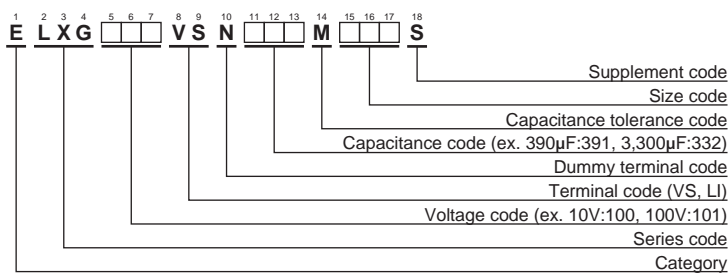 1 2 3 4 5 6 7 8 9 10 11 12 13 14 15 16 17 18
E L X G V S N M S
Supplement code
Size code
Capacitance tolerance code
Capacitance code (ex. 390µF:391, 3,300µF:332)
Dummy terminal code
Terminal code (VS, LI)
Voltage code (ex. 10V:100, 100V:101)
Series code
Category